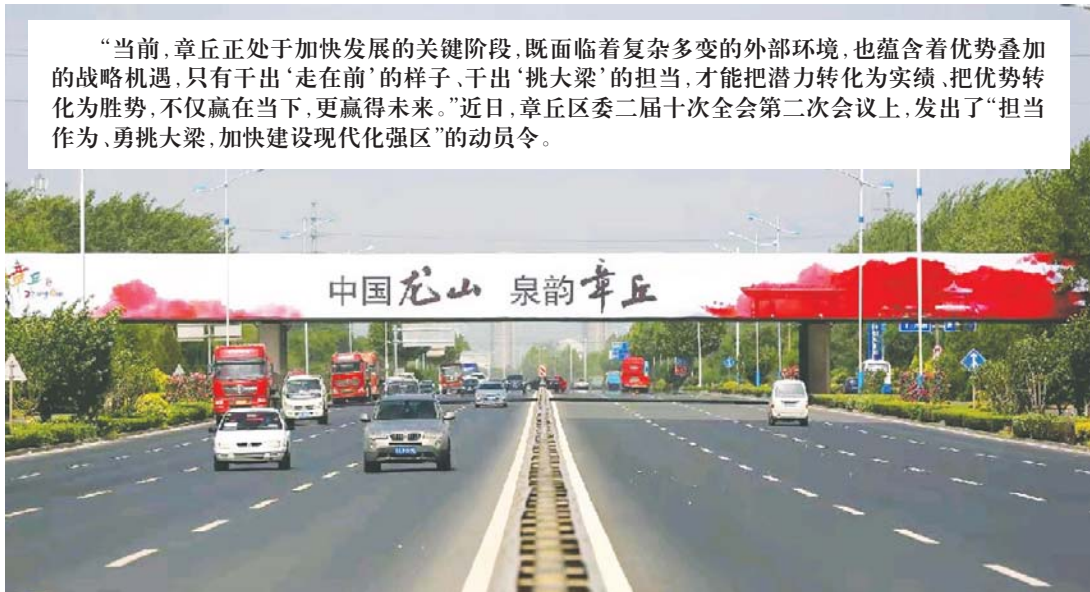 “当前，章丘正处于加快发展的关键阶段，既面临着复杂多变的外部环境，也蕴含着优势叠加
的战略机遇，只有干出‘走在前’的样子、干出‘挑大梁’的担当，才能把潜力转化为实绩、把优势转
化为胜势，不仅赢在当下，更赢得未来。”近日，章丘区委二届十次全会第二次会议上，发出了“担当
作为、勇挑大梁，加快建设现代化强区”的动员令。
章丘
中国龙山 泉韵章丘